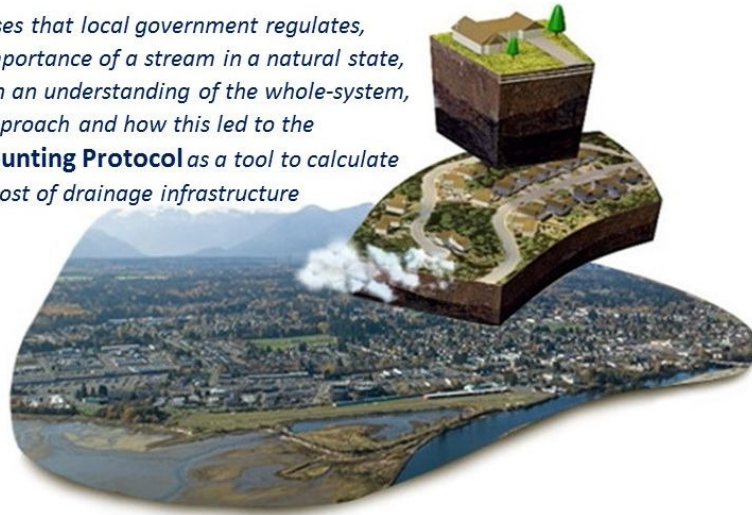 ses that local government regulates,
portance of a stream in a natural state,
n an understanding of the whole-system,
proach and how this led to the
unting Protocol as a tool to calculate
ost of drainage infrastructure